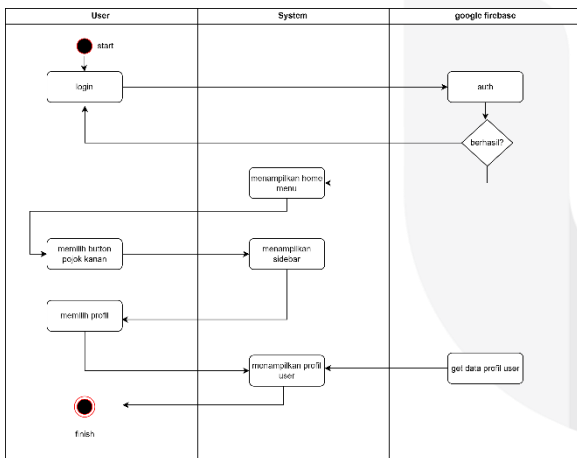 User
System
google firebase
start
login
auth
berhasil?
menampilkan home
menu
memilih button
pojok kanan
menampilkan
sidebar
memilih profil
menampilkan profil
user
get data profil user
finish